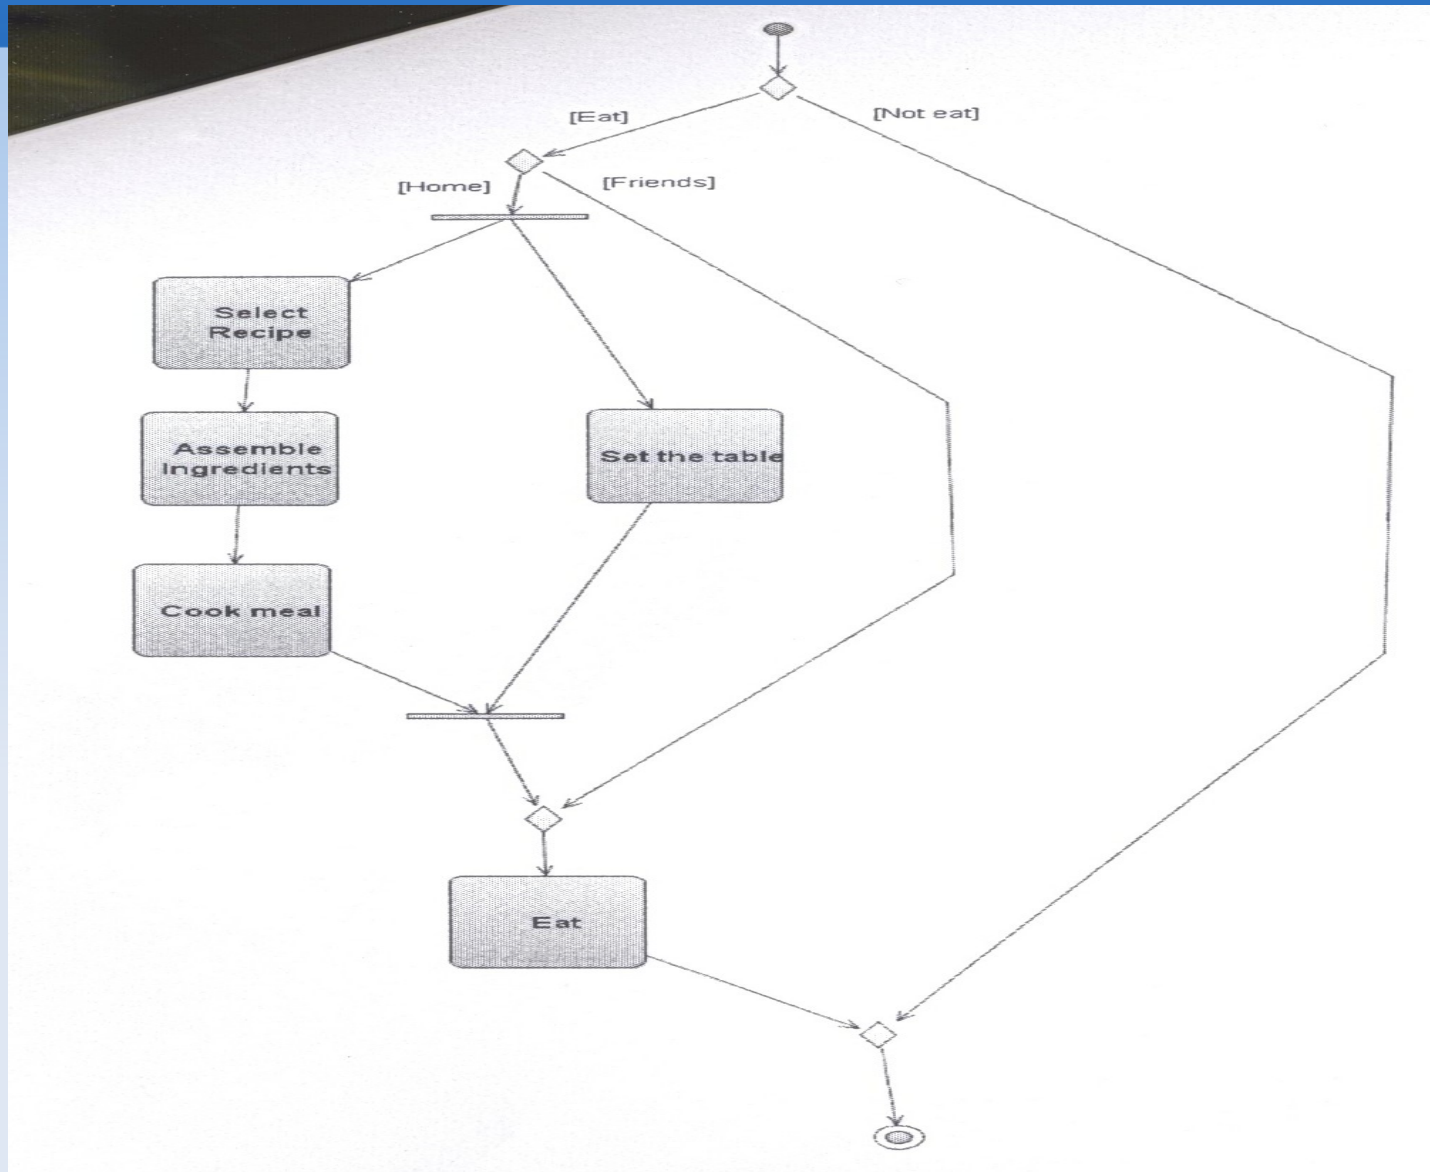 [Eat]
[Not eat]
[Home]
[Friends]
Select
Recipe
Assemble
Ingredients
Set the table
Cook meal
Eat